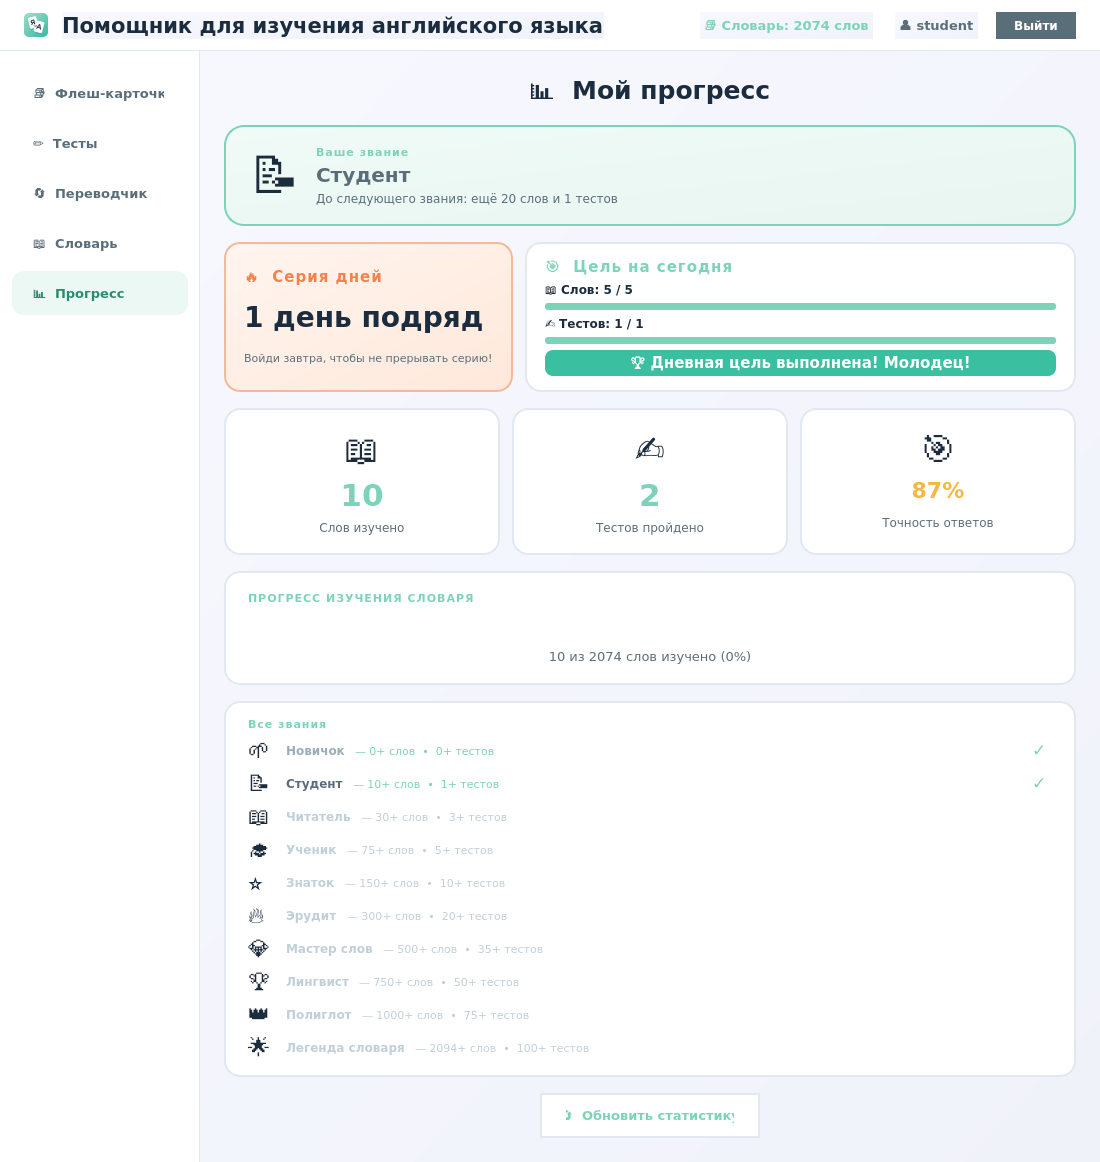 Помощник для изучения английского языка
Словарь: 2074 слов
student
Выйти
Флеш-карточк
Тесты
Переводчик
Словарь
Прогресс
Мой прогресс
Ваше звание
Студент
До следующего звания: ещё 20 слов и 1 тестов
Серия дней
1 день подряд
Войди завтра, чтобы не прерывать серию!
Цель на сегодня
Слов: 5 / 5
Тестов: 1 / 1
Дневная цель выполнена! Молодец!
10
Слов изучено
2
Тестов пройдено
87%
Точность ответов
ПРОГРЕСС ИЗУЧЕНИЯ СЛОВАРЯ
10 из 2074 слов изучено (0%)
Все звания
Новичок — 0+ слов • 0+ тестов ✓
Студент — 10+ слов • 1+ тестов ✓
Читатель — 30+ слов • 3+ тестов
Ученик — 75+ слов • 5+ тестов
Знаток — 150+ слов • 10+ тестов
Эрудит — 300+ слов • 20+ тестов
Мастер слов — 500+ слов • 35+ тестов
Лингвист — 750+ слов • 50+ тестов
Полиглот — 1000+ слов • 75+ тестов
Легенда словаря — 2094+ слов • 100+ тестов
Обновить статистику